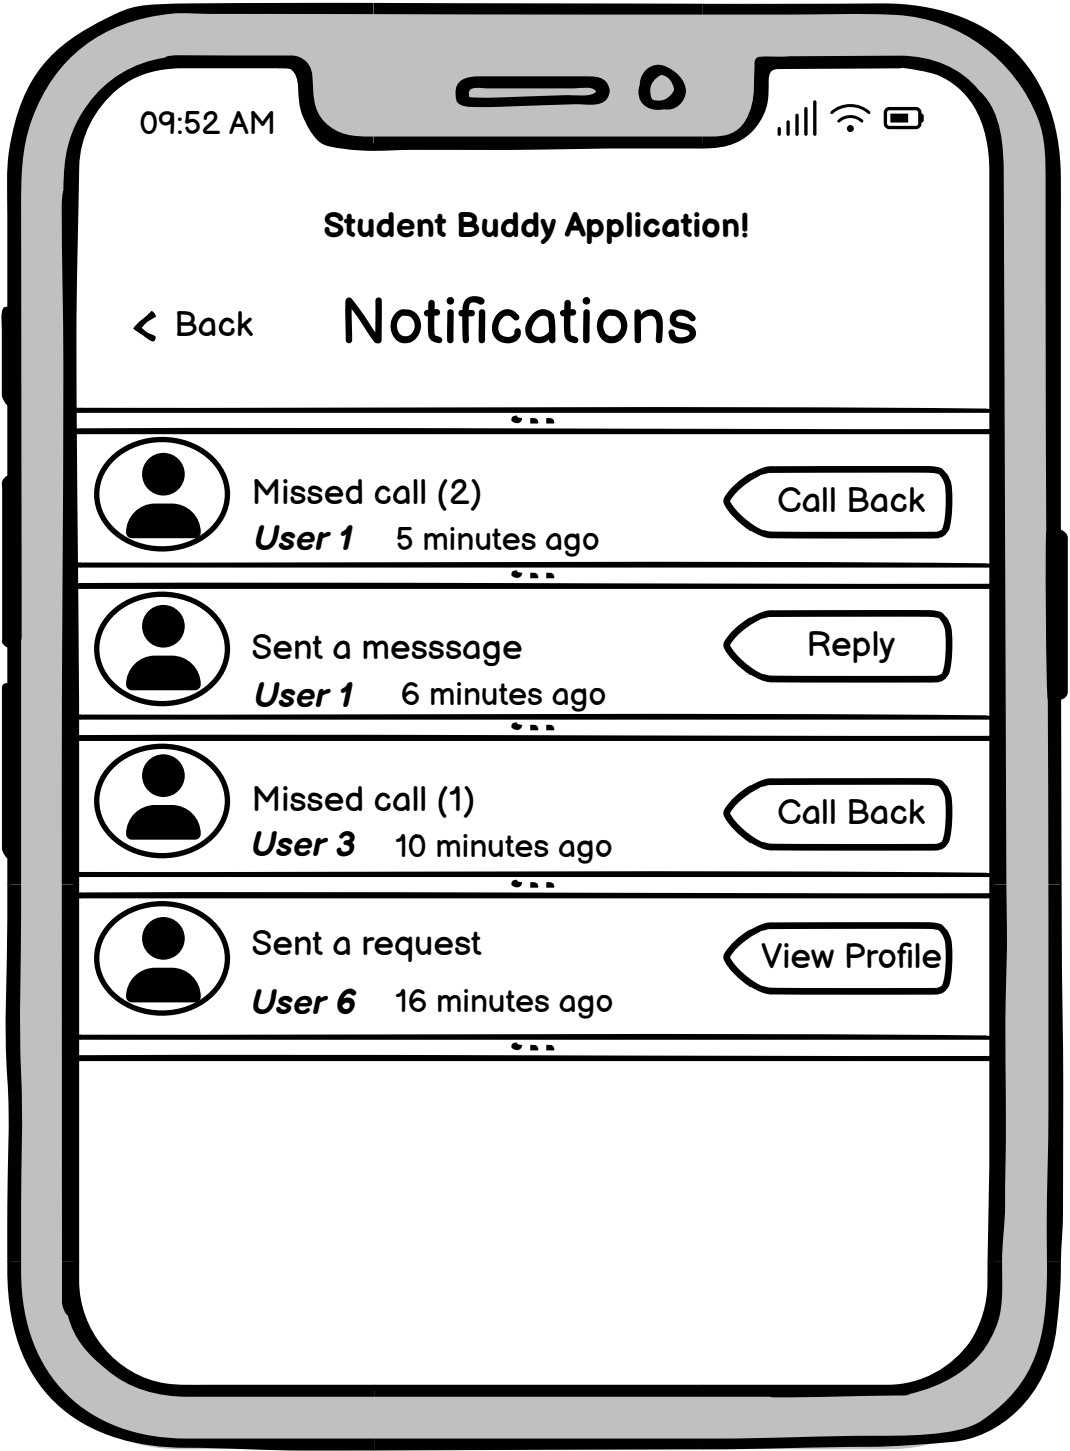 09:52 AM
Student Buddy Application!
Back
Notifications
Missed call (2)
User 1 5 minutes ago
Call Back
Sent a messsage
User 1 6 minutes ago
Reply
Missed call (1)
User 3 10 minutes ago
Call Back
Sent a request
User 6 16 minutes ago
View Profile